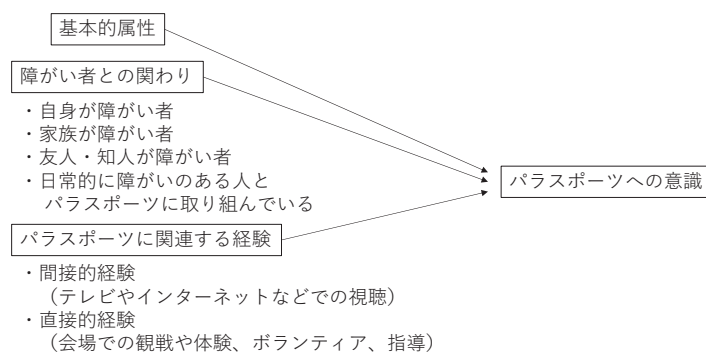 基本的属性
障がい者との関わり
・自身が障がい者
・家族が障がい者
・友人・知人が障がい者
・日常的に障がいのある人と
パラスポーツに取り組んでいる
パラスポーツへの意識
パラスポーツに関連する経験
・間接的経験
（テレビやインターネットなどでの視聴）
・直接的経験
（会場での観戦や体験、ボランティア、指導）